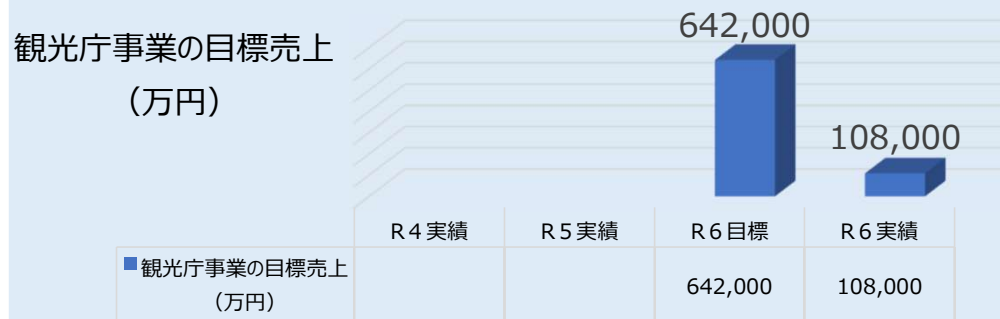 観光庁事業の目標売上
（万円）
642,000
108,000
R４実績 R５実績 R６目標 R６実績
観光庁事業の目標売上
（万円）
642,000 108,000